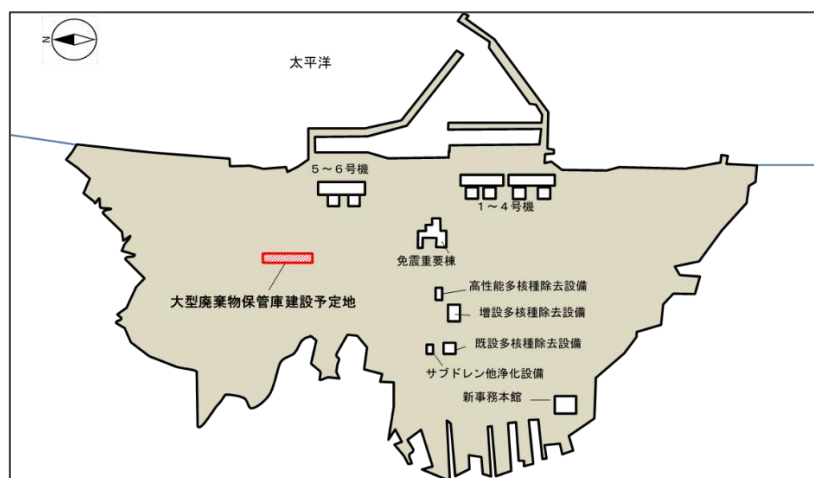 N
太平洋
5～6号機
1～4号機
免震重要棟
高性能多核種除去設備
大型廃棄物保管庫建設予定地
増設多核種除去設備
既設多核種除去設備
サブドレン他浄化設備
新事務本館